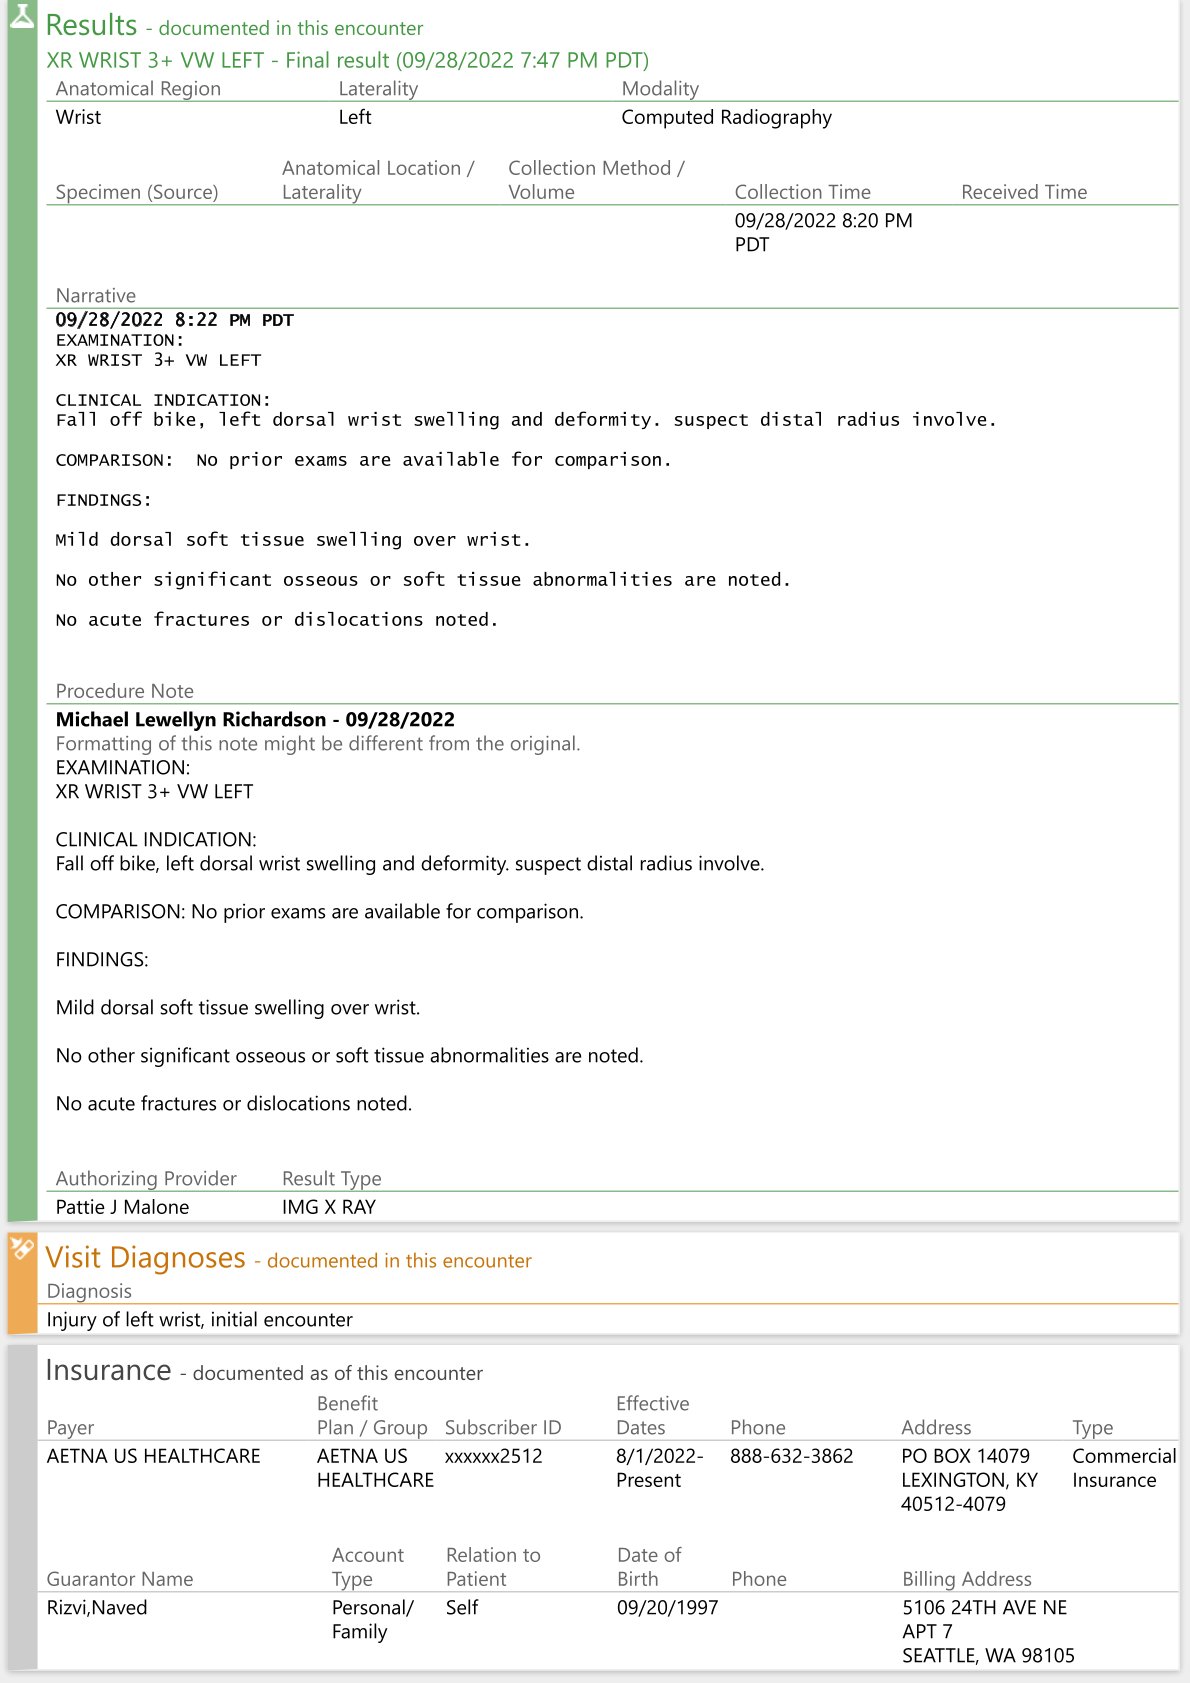 Results - documented in this encounter
XR WRIST 3+ VW LEFT - Final result (09/28/2022 7:47 PM PDT)
Anatomical Region Laterality Modality
Wrist Left Computed Radiography
Anatomical Location / Collection Method /
Specimen (Source) Laterality Volume Collection Time Received Time
09/28/2022 8:20 PM
PDT
Narrative
09/28/2022 8:22 PM PDT
EXAMINATION:
XR WRIST 3+ VW LEFT
CLINICAL INDICATION:
Fall off bike, left dorsal wrist swelling and deformity. suspect distal radius involve.
COMPARISON:  No prior exams are available for comparison.
FINDINGS:
Mild dorsal soft tissue swelling over wrist.
No other significant osseous or soft tissue abnormalities are noted.
No acute fractures or dislocations noted.
Procedure Note
Michael Lewellyn Richardson - 09/28/2022
Formatting of this note might be different from the original.
EXAMINATION:
XR WRIST 3+ VW LEFT
CLINICAL INDICATION:
Fall off bike, left dorsal wrist swelling and deformity. suspect distal radius involve.
COMPARISON: No prior exams are available for comparison.
FINDINGS:
Mild dorsal soft tissue swelling over wrist.
No other significant osseous or soft tissue abnormalities are noted.
No acute fractures or dislocations noted.
Authorizing Provider Result Type
Pattie J Malone IMG X RAY
Visit Diagnoses - documented in this encounter
Diagnosis
Injury of left wrist, initial encounter
Insurance - documented as of this encounter
Benefit Effective
Payer Plan / Group Subscriber ID Dates Phone Address Type
AETNA US HEALTHCARE AETNA US xxxxxx2512 8/1/2022- 888-632-3862 PO BOX 14079 Commercial
HEALTHCARE Present LEXINGTON, KY Insurance
40512-4079
Account Relation to Date of
Guarantor Name Type Patient Birth Phone Billing Address
Rizvi,Naved Personal/ Self 09/20/1997 5106 24TH AVE NE
Family APT 7
SEATTLE, WA 98105